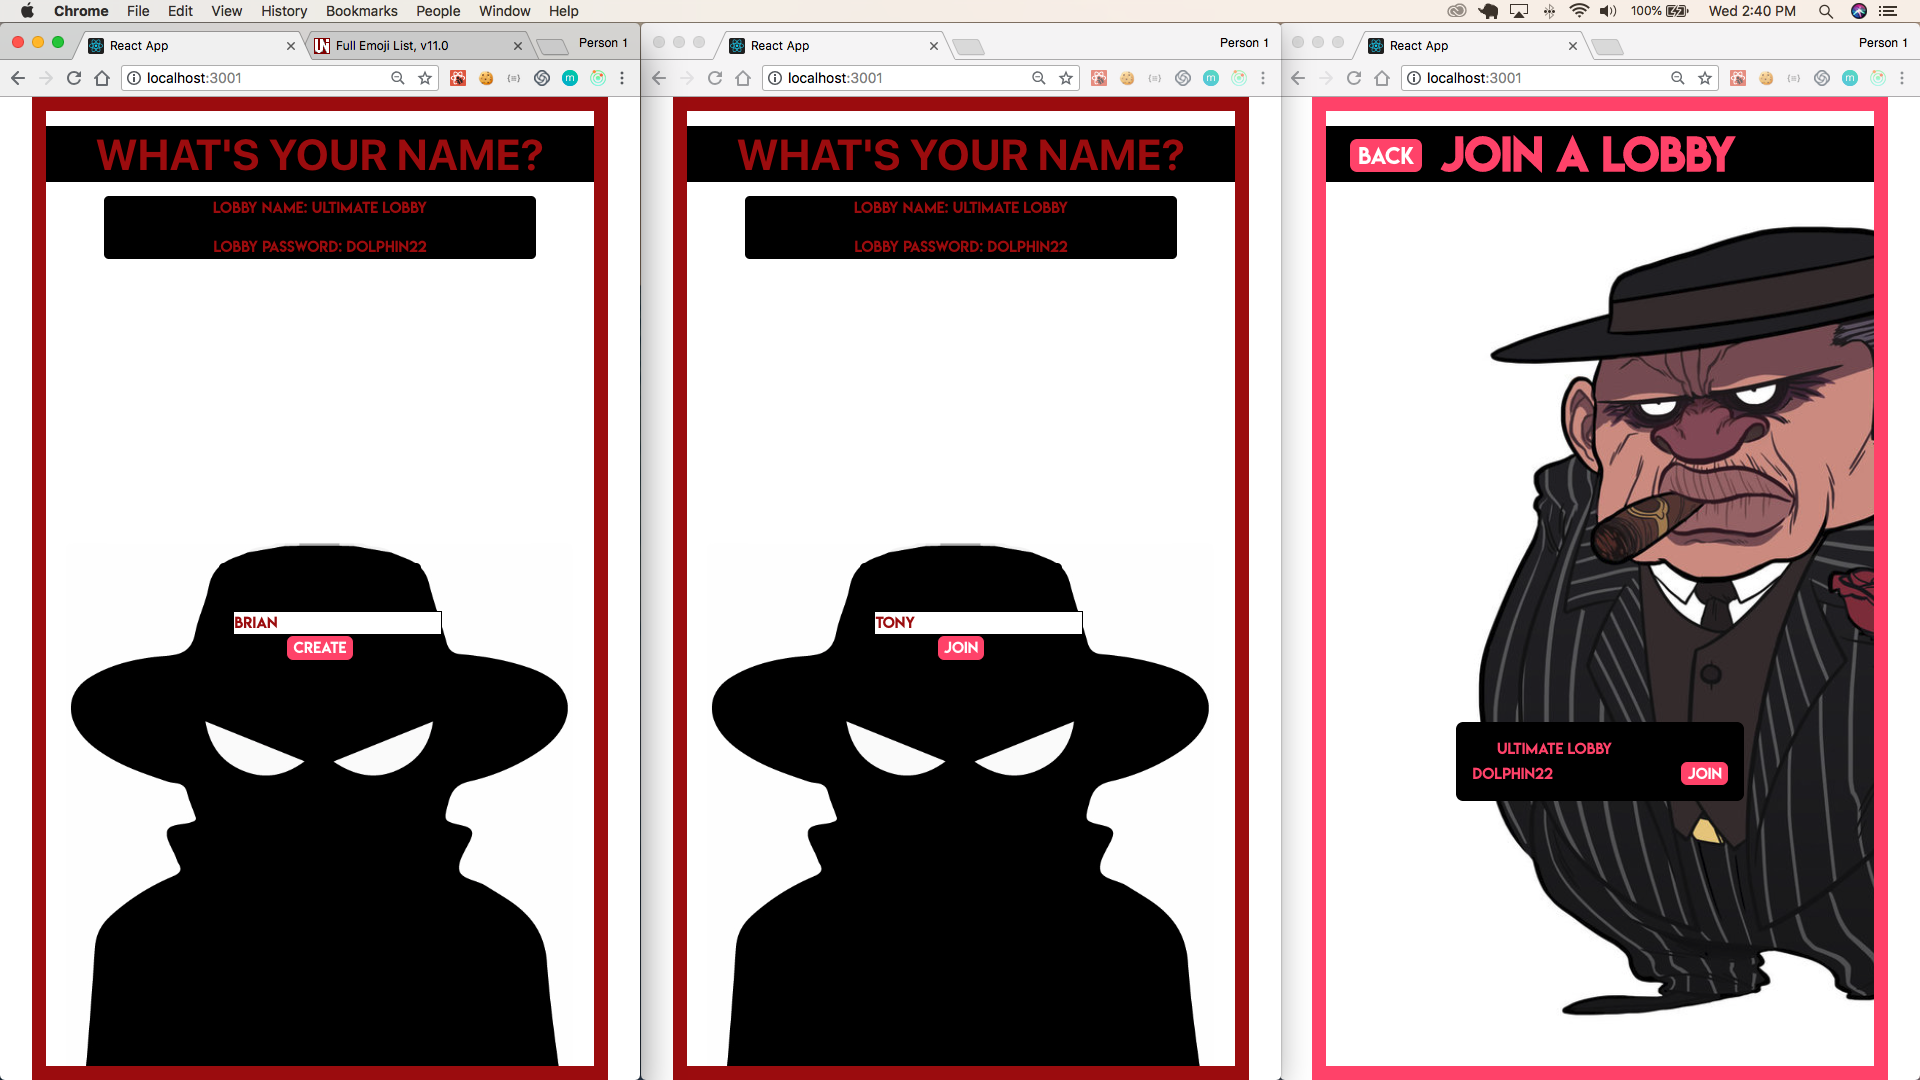 Chrome File Edit View History Bookmarks People Window Help 100% Wed 2:40 PM
React App Full Emoji List, v11.0 Person 1
localhost:3001
WHAT'S YOUR NAME?
LOBBY NAME: ULTIMATE LOBBY
LOBBY PASSWORD: DOLPHIN22
BRIAN
CREATE
React App Person 1
localhost:3001
WHAT'S YOUR NAME?
LOBBY NAME: ULTIMATE LOBBY
LOBBY PASSWORD: DOLPHIN22
TONY
JOIN
React App Person 1
localhost:3001
BACK JOIN A LOBBY
ULTIMATE LOBBY
DOLPHIN22 JOIN